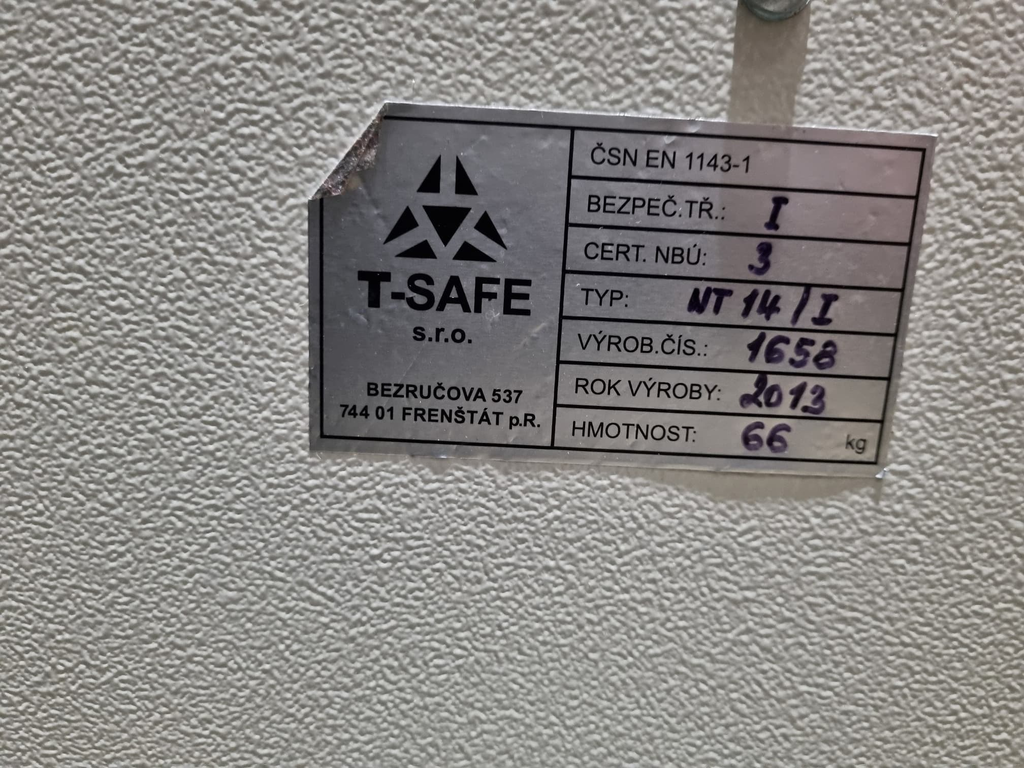 T-SAFE
s.r.o.
BEZRUČOVA 537
744 01 FRENŠTÁT p.R.
ČSN EN 1143-1
BEZPEČ.TŘ.: I
CERT. NBÚ: 3
TYP: NT 14/I
VÝROB.ČÍS.: 1658
ROK VÝROBY: 2013
HMOTNOST: 66 kg